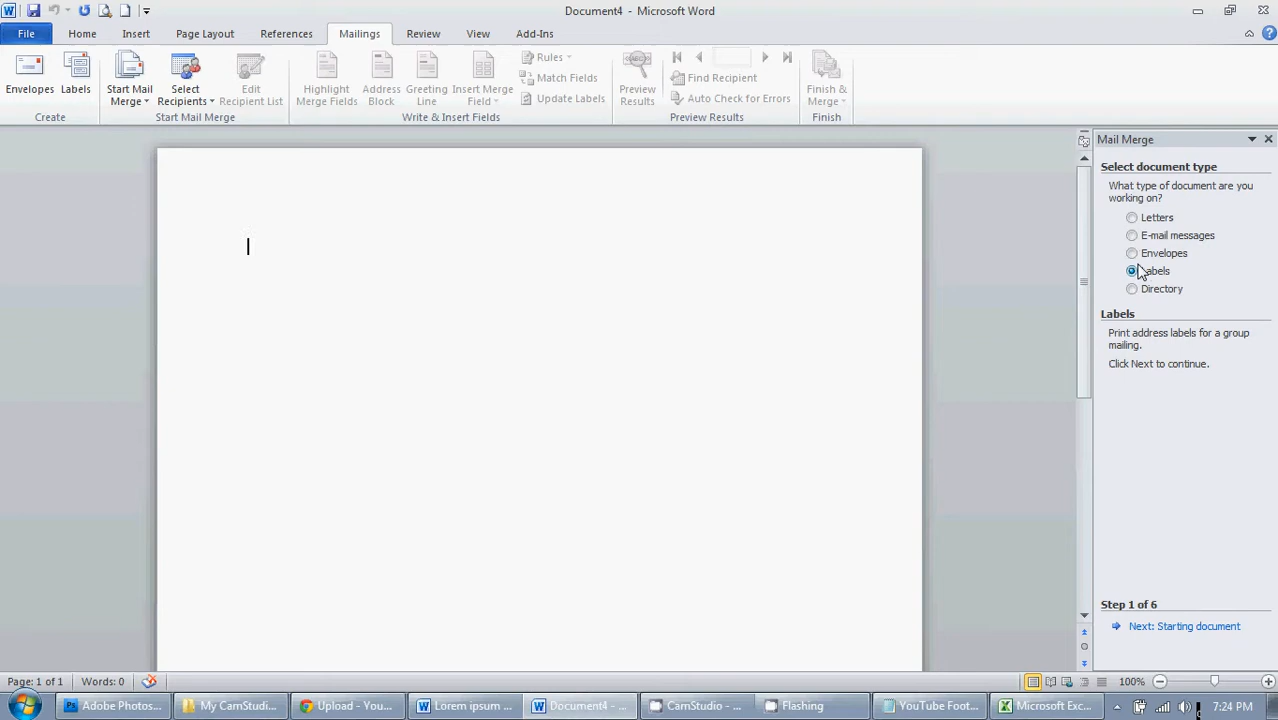 Document4 - Microsoft Word
File Home Insert Page Layout References Mailings Review View Add-Ins
Envelopes
Labels
Create
Start Mail Merge
Select Recipients
Edit Recipient List
Start Mail Merge
Highlight Merge Fields
Address Block
Greeting Line
Insert Merge Field
Rules
Match Fields
Update Labels
Write & Insert Fields
ABC
Preview Results
Find Recipient
Auto Check for Errors
Preview Results
Finish & Merge
Finish
Mail Merge
Select document type
What type of document are you
working on?
Letters
E-mail messages
Envelopes
abels
Directory
Labels
Print address labels for a group
mailing.
Click Next to continue.
Step 1 of 6
Next: Starting document
Page: 1 of 1 Words: 0 100%
Adobe Photos... My CamStudi... Upload - You... Lorem ipsum ... Document4 - ... CamStudio - ... Flashing YouTube Foot... Microsoft Exc... 7:24 PM